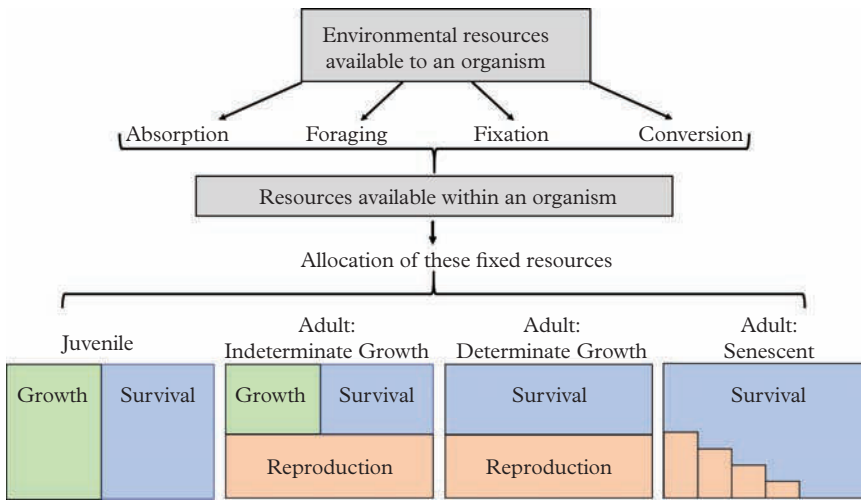 Environmental resources
available to an organism
Absorption Foraging Fixation Conversion
Resources available within an organism
Allocation of these fixed resources
Juvenile
Adult:
Indeterminate Growth
Adult:
Determinate Growth
Adult:
Senescent
Growth Survival
Growth Survival
Reproduction
Survival
Reproduction
Survival